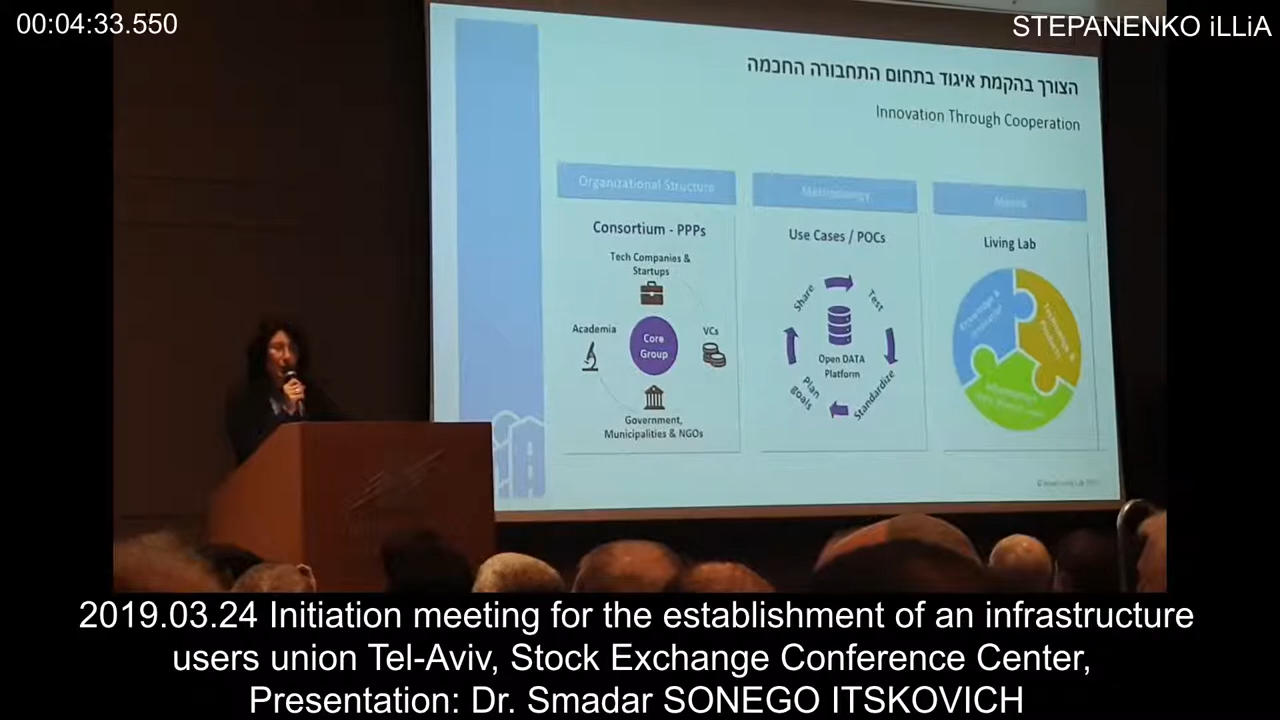 00:04:33.550
STEPANENKO iLLiA
הצורך בהקמת איגוד בתחום התחבורה החכמה
Innovation Through Cooperation
Organizational Structure
Consortium - PPPs
Tech Companies &
Startups
Academia
Core
Group
VCs
Government,
Municipalities & NGOs
Methodology
Use Cases / POCs
Share
Test
Open DATA
Platform
Plan
goals
Standardize
Means
Living Lab
2019.03.24 Initiation meeting for the establishment of an infrastructure
users union Tel-Aviv, Stock Exchange Conference Center,
Presentation: Dr. Smadar SONEGO ITSKOVICH